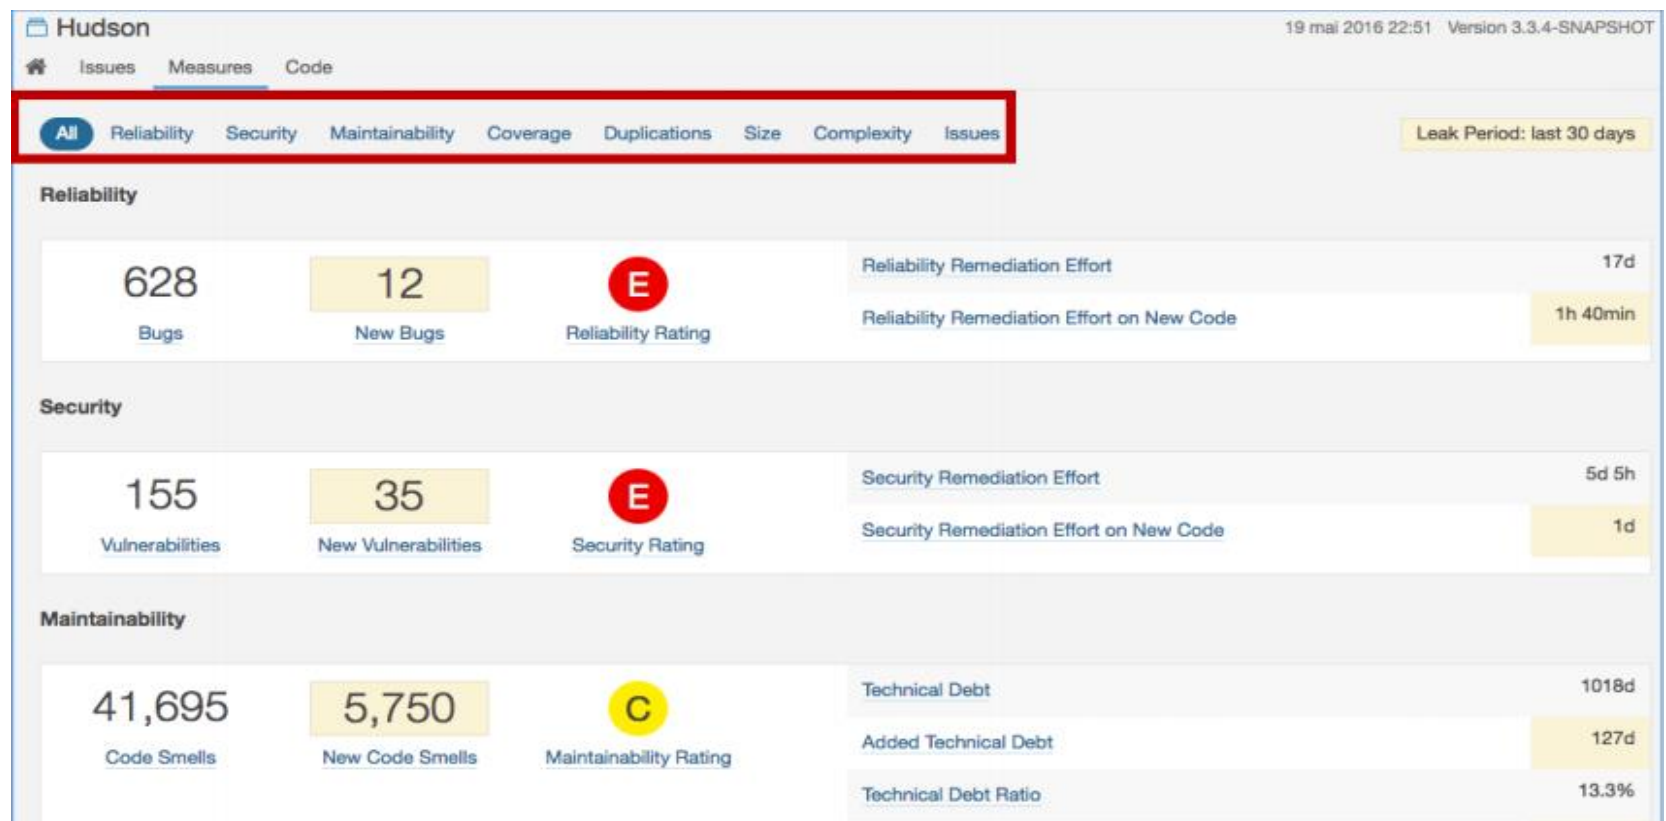 Hudson
19 mai 2016 22:51 Version 3.3.4-SNAPSHOT
Issues Measures Code
All Reliability Security Maintainability Coverage Duplications Size Complexity Issues
Leak Period: last 30 days
Reliability
628
Bugs
12
New Bugs
E
Reliability Rating
Reliability Remediation Effort 17d
Reliability Remediation Effort on New Code 1h 40min
Security
155
Vulnerabilities
35
New Vulnerabilities
E
Security Rating
Security Remediation Effort 5d 5h
Security Remediation Effort on New Code 1d
Maintainability
41,695
Code Smells
5,750
New Code Smells
C
Maintainability Rating
Technical Debt 1018d
Added Technical Debt 127d
Technical Debt Ratio 13.3%